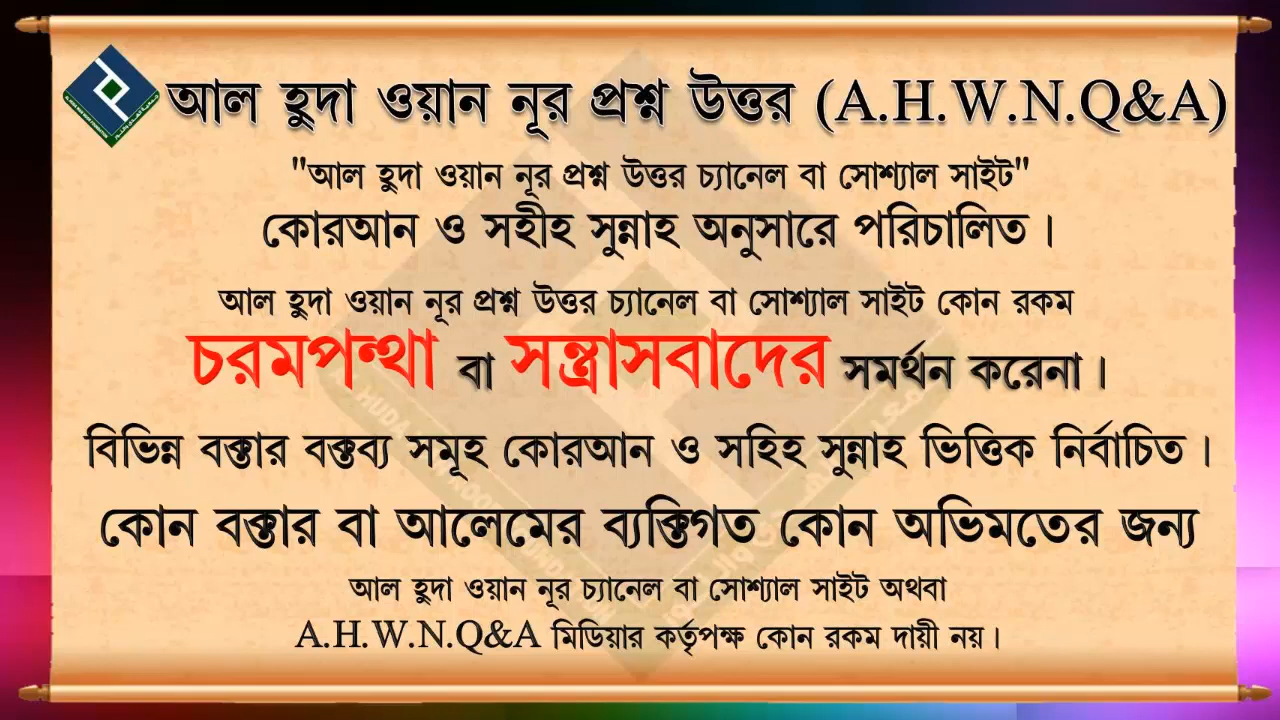 আল হুদা ওয়ান নূর প্রশ্ন উত্তর (A.H.W.N.Q&A)
"আল হুদা ওয়ান নূর প্রশ্ন উত্তর চ্যানেল বা সোশ্যাল সাইট"
কোরআন ও সহীহ সুন্নাহ অনুসারে পরিচালিত।
আল হুদা ওয়ান নূর প্রশ্ন উত্তর চ্যানেল বা সোশ্যাল সাইট কোন রকম
চরমপন্থা বা সন্ত্রাসবাদের সমর্থন করেনা।
বিভিন্ন বক্তার বক্তব্য সমূহ কোরআন ও সহিহ সুন্নাহ ভিত্তিক নির্বাচিত।
কোন বক্তার বা আলেমের ব্যক্তিগত কোন অভিমতের জন্য
আল হুদা ওয়ান নূর চ্যানেল বা সোশ্যাল সাইট অথবা
A.H.W.N.Q&A মিডিয়ার কর্তৃপক্ষ কোন রকম দায়ী নয়।